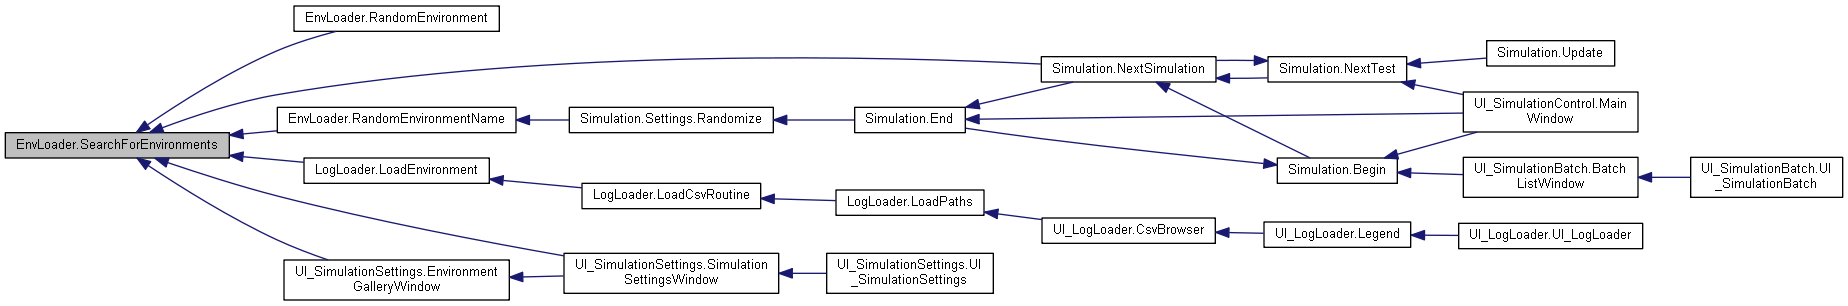 EnvLoader.RandomEnvironment
Simulation.Update
Simulation.NextSimulation
Simulation.NextTest
UI_SimulationControl.Main
Window
EnvLoader.RandomEnvironmentName
Simulation.Settings.Randomize
Simulation.End
EnvLoader.SearchForEnvironments
LogLoader.LoadEnvironment
Simulation.Begin
UI_SimulationBatch.Batch
ListWindow
UI_SimulationBatch.UI
_SimulationBatch
LogLoader.LoadCsvRoutine
LogLoader.LoadPaths
UI_LogLoader.CsvBrowser
UI_LogLoader.Legend
UI_LogLoader.UI_LogLoader
UI_SimulationSettings.Environment
GalleryWindow
UI_SimulationSettings.Simulation
SettingsWindow
UI_SimulationSettings.UI
_SimulationSettings